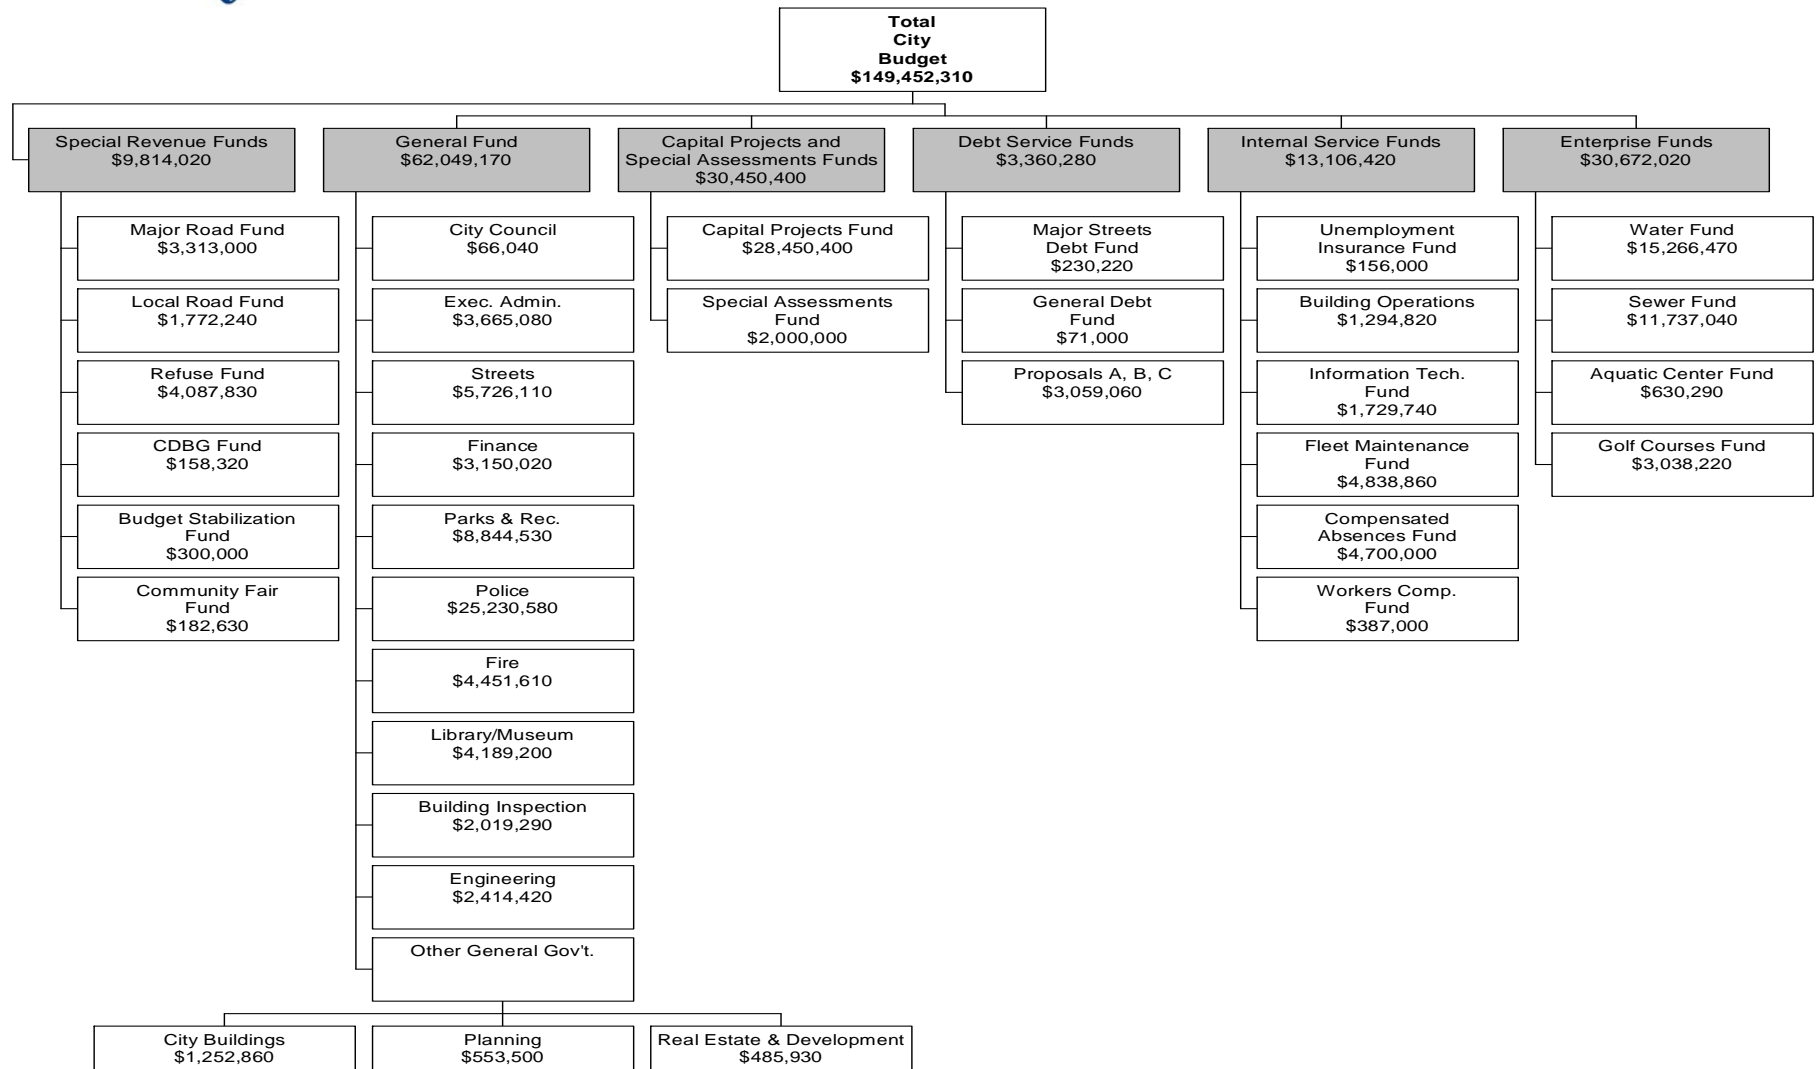 Total
City
Budget
$149,452,310
Special Revenue Funds
$9,814,020
General Fund
$62,049,170
Capital Projects and
Special Assessments Funds
$30,450,400
Debt Service Funds
$3,360,280
Internal Service Funds
$13,106,420
Enterprise Funds
$30,672,020
Major Road Fund
$3,313,000
Local Road Fund
$1,772,240
Refuse Fund
$4,087,830
CDBG Fund
$158,320
Budget Stabilization
Fund
$300,000
Community Fair
Fund
$182,630
City Council
$66,040
Exec. Admin.
$3,665,080
Streets
$5,726,110
Finance
$3,150,020
Parks & Rec.
$8,844,530
Police
$25,230,580
Fire
$4,451,610
Library/Museum
$4,189,200
Building Inspection
$2,019,290
Engineering
$2,414,420
Other General Gov't.
City Buildings
$1,252,860
Planning
$553,500
Real Estate & Development
$485,930
Capital Projects Fund
$28,450,400
Special Assessments
Fund
$2,000,000
Major Streets
Debt Fund
$230,220
General Debt
Fund
$71,000
Proposals A, B, C
$3,059,060
Unemployment
Insurance Fund
$156,000
Building Operations
$1,294,820
Information Tech.
Fund
$1,729,740
Fleet Maintenance
Fund
$4,838,860
Compensated
Absences Fund
$4,700,000
Workers Comp.
Fund
$387,000
Water Fund
$15,266,470
Sewer Fund
$11,737,040
Aquatic Center Fund
$630,290
Golf Courses Fund
$3,038,220